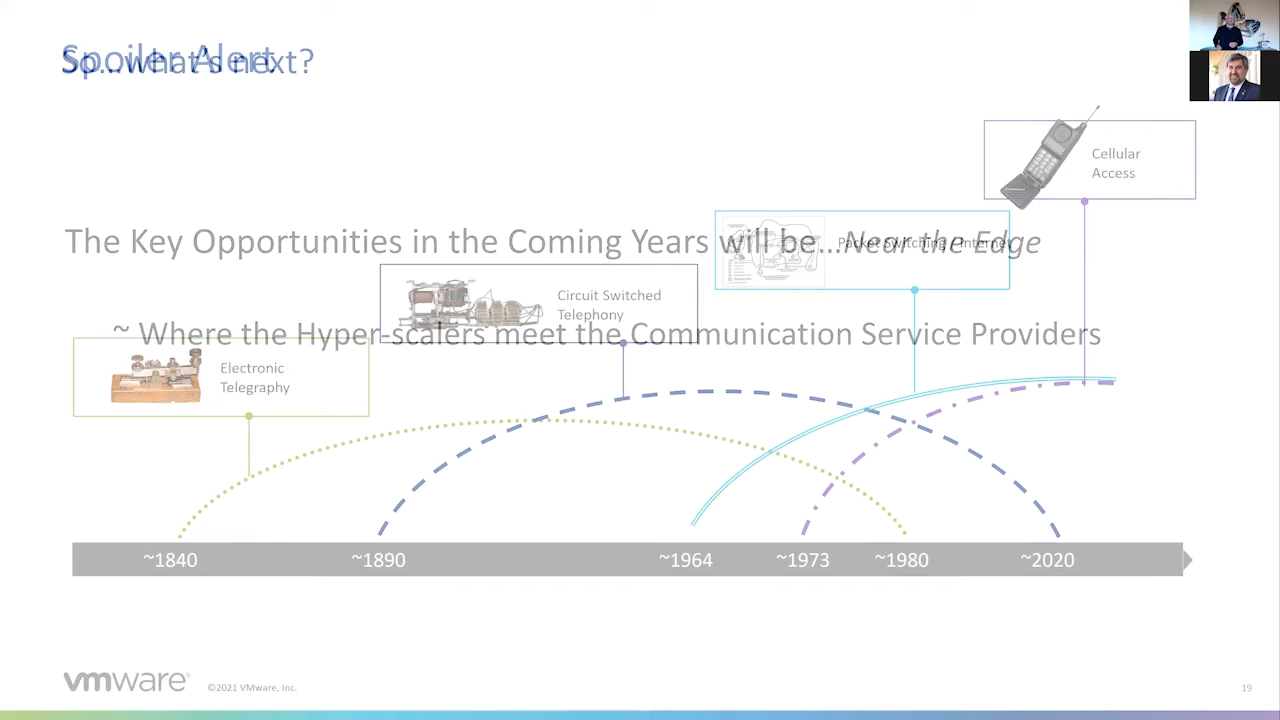 Spoiler Alert
So…what's next?
Cellular
Access
The Key Opportunities in the Coming Years will be…Near the Edge
Packet Switching / Internet
Circuit Switched
Telephony
~ Where the Hyper-scalers meet the Communication Service Providers
Electronic
Telegraphy
~1840 ~1890 ~1964 ~1973 ~1980 ~2020
vmware®
©2021 VMware, Inc.
19